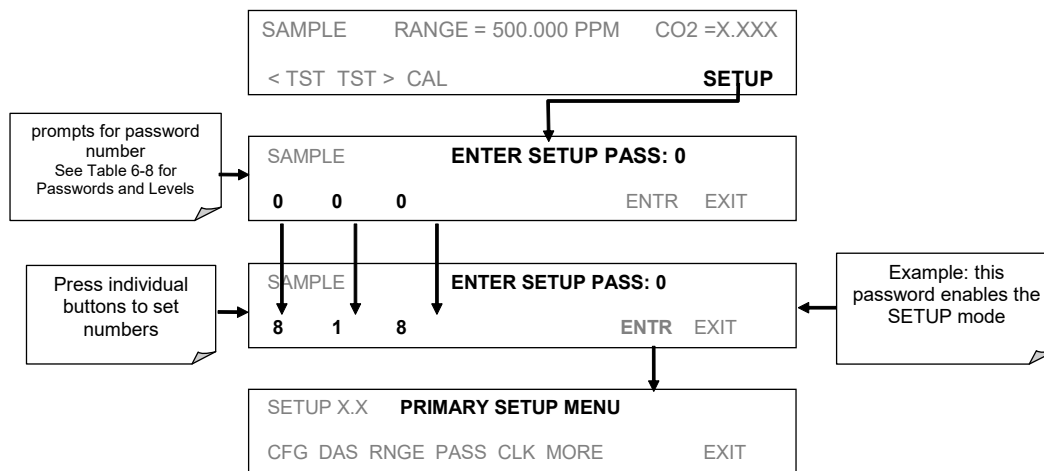 SAMPLE RANGE = 500.000 PPM CO2 =X.XXX
< TST TST > CAL SETUP
prompts for password
number
See Table 6-8 for
Passwords and Levels
SAMPLE ENTER SETUP PASS: 0
0 0 0 ENTR EXIT
Press individual
buttons to set
numbers
SAMPLE ENTER SETUP PASS: 0
8 1 8 ENTR EXIT
Example: this
password enables the
SETUP mode
SETUP X.X PRIMARY SETUP MENU
CFG DAS RNGE PASS CLK MORE EXIT